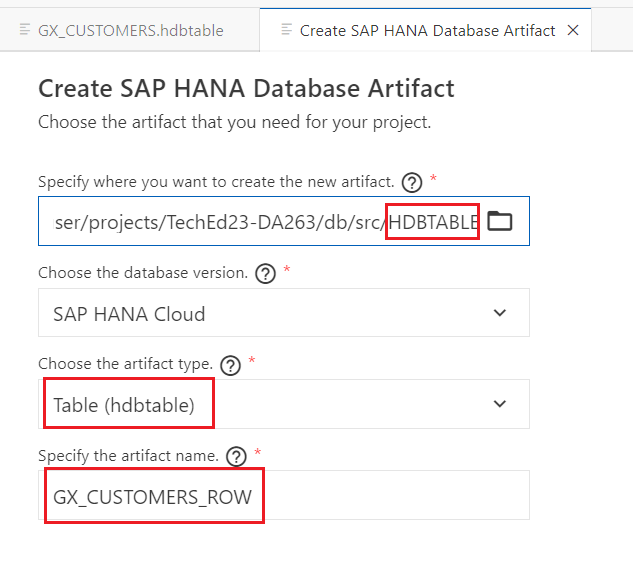 GX_CUSTOMERS.hdbtable
Create SAP HANA Database Artifact
Create SAP HANA Database Artifact
Choose the artifact that you need for your project.
Specify where you want to create the new artifact. ? *
ser/projects/TechEd23-DA263/db/src/HDBTABLE
Choose the database version. ? *
SAP HANA Cloud
Choose the artifact type. ? *
Table (hdbtable)
Specify the artifact name. ? *
GX_CUSTOMERS_ROW